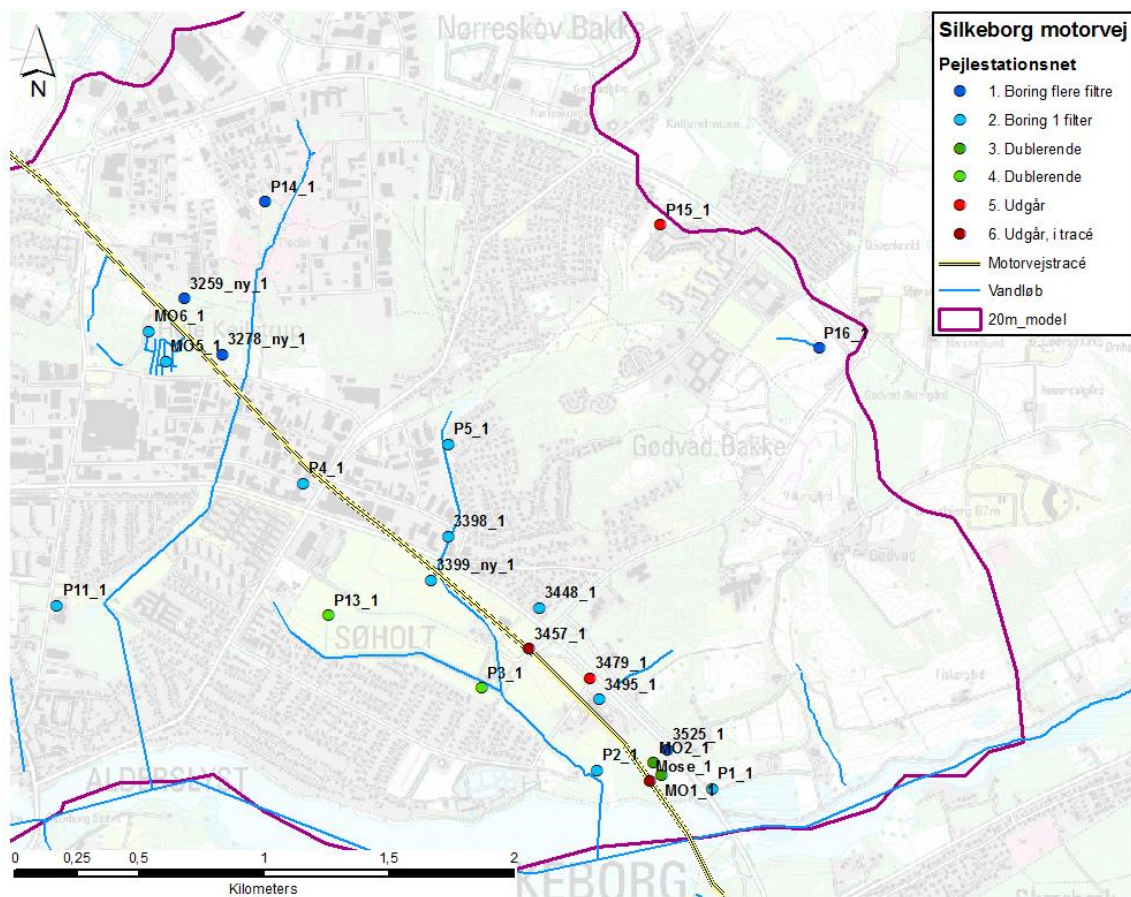 Nørreskov Bakke
N
Silkeborg motorvej
Pejlestationsnet
1. Boring flere filtre
2. Boring 1 filter
3. Dublerende
4. Dublerende
5. Udgår
6. Udgår, i tracé
Motorvejstracé
Vandløb
20m_model
P14_1
P15_1
3259_ny_1
MO6_1
MO5_1
3278_ny_1
P16_1
P5_1
Gødvad Bakke
P4_1
3398_1
3399_ny_1
Gødvad
P11_1
P13_1
3448_1
SØHOLT
3457_1
3479_1
P3_1
3495_1
3525_1
MO2_1
Mose_1
P2_1
MO1_1
P1_1
ALDERSLYST
0 0,25 0,5 1 1,5 2
Kilometers
KEBORG